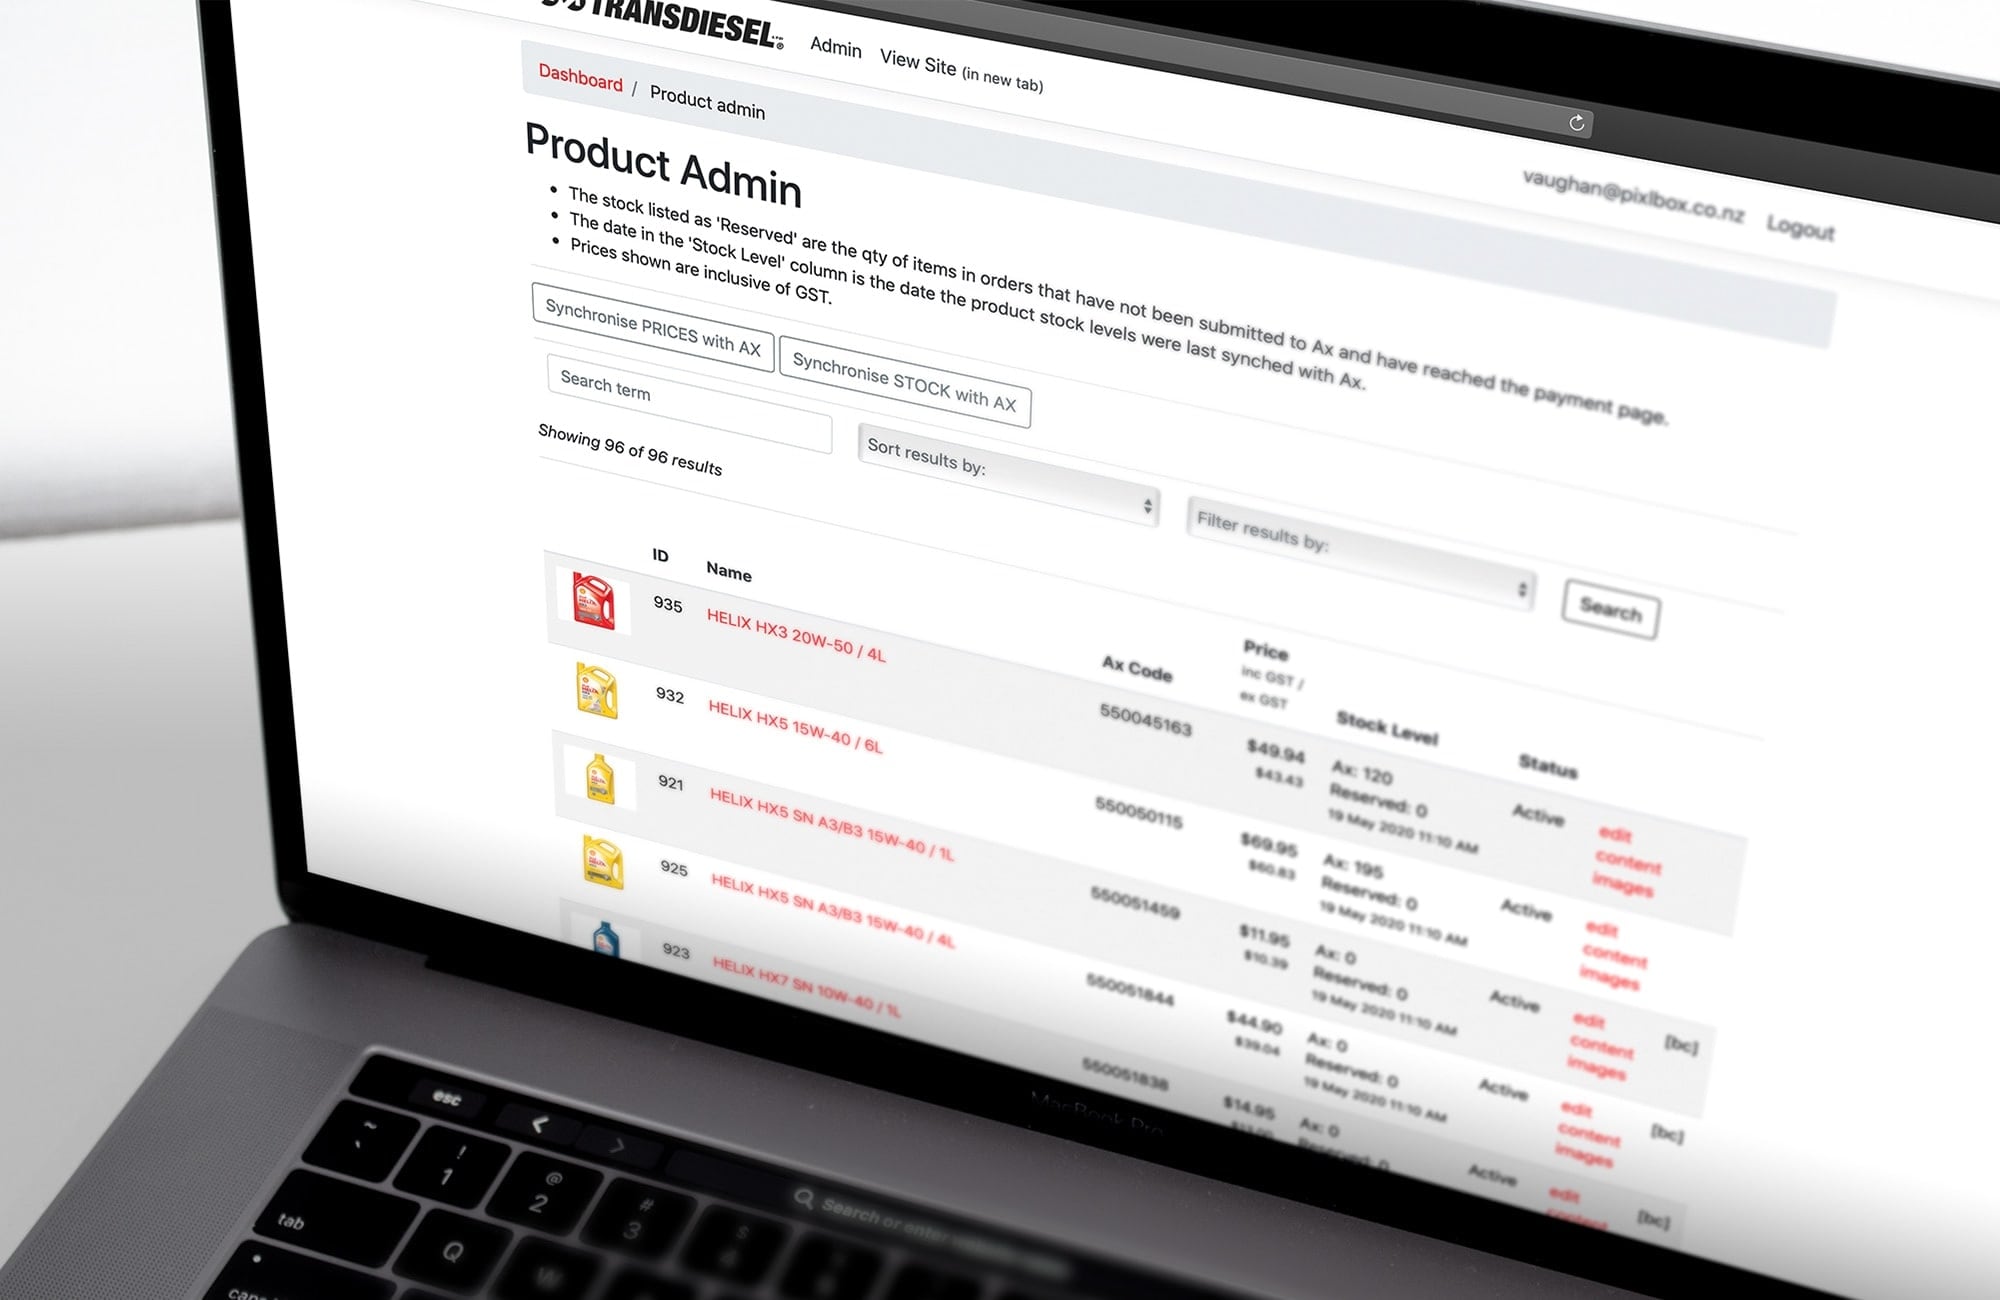 TRANSDIESEL
Admin
View Site (in new tab)
vaughan@pixlbox.co.nz
Logout
Dashboard / Product admin
Product Admin
• The stock listed as 'Reserved' are the qty of items in orders that have not been submitted to Ax and have reached the payment page.
• The date in the 'Stock Level' column is the date the product stock levels were last synched with Ax.
• Prices shown are inclusive of GST.
Synchronise PRICES with AX
Synchronise STOCK with AX
Search term
Sort results by:
Filter results by:
Search
Showing 96 of 96 results
ID Name Ax Code Price Stock Level Status
inc GST /
ex GST
935 HELIX HX3 20W-50 / 4L 550045163 $49.94 Ax: 120 Active edit
$43.43 Reserved: 0 content
19 May 2020 11:10 AM images
932 HELIX HX5 15W-40 / 6L 550050115 $69.95 Ax: 195 Active edit
$60.83 Reserved: 0 content
19 May 2020 11:10 AM images
921 HELIX HX5 SN A3/B3 15W-40 / 1L 550051459 $11.95 Ax: 0 Active edit [bc]
$10.39 Reserved: 0 content
19 May 2020 11:10 AM images
925 HELIX HX5 SN A3/B3 15W-40 / 4L 550051844 $44.90 Ax: 0 Active edit [bc]
$39.04 Reserved: 0 content
19 May 2020 11:10 AM images
923 HELIX HX7 SN 10W-40 / 1L 550051838 $14.95 Ax: 0 Active edit [bc]
Reserved: 0 content
MacBook Pro
esc
~
`
!
1
@
2
#
3
$
4
Search or enter
tab
Q
W
caps